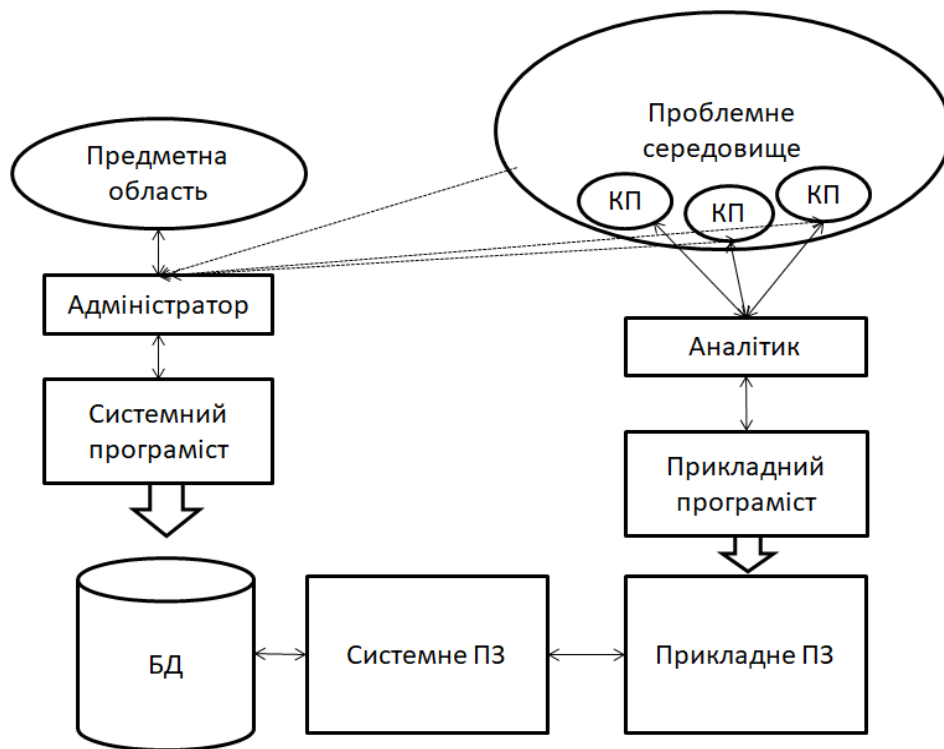 Проблемне
середовище
Предметна
область
КП
КП
КП
Адміністратор
Аналітик
Системний
програміст
Прикладний
програміст
БД
Системне ПЗ
Прикладне ПЗ